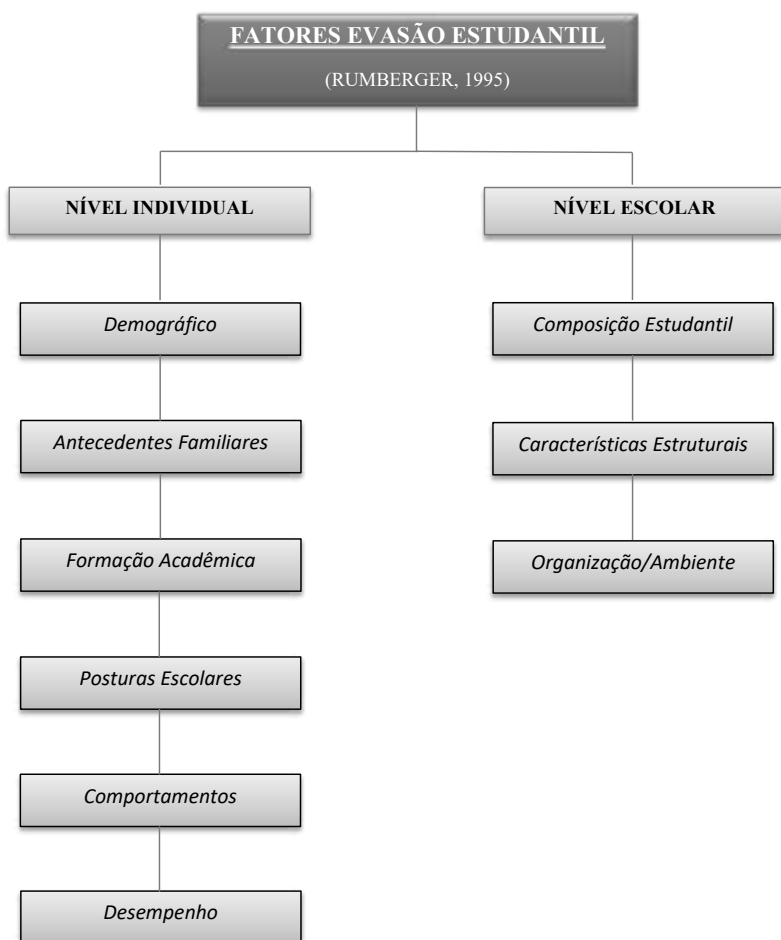 FATORES EVASÃO ESTUDANTIL
(RUMBERGER, 1995)
NÍVEL INDIVIDUAL
Demográfico
Antecedentes Familiares
Formação Acadêmica
Posturas Escolares
Comportamentos
Desempenho
NÍVEL ESCOLAR
Composição Estudantil
Características Estruturais
Organização/Ambiente